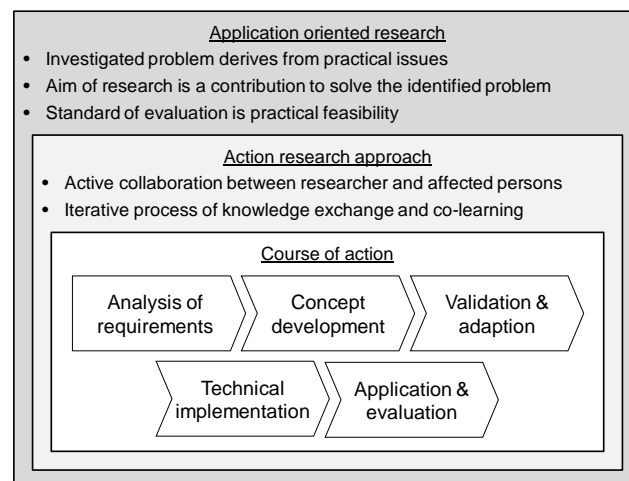 Application oriented research
• Investigated problem derives from practical issues
• Aim of research is a contribution to solve the identified problem
• Standard of evaluation is practical feasibility
Action research approach
• Active collaboration between researcher and affected persons
• Iterative process of knowledge exchange and co-learning
Course of action
Analysis of
requirements
Concept
development
Validation &
adaption
Technical
implementation
Application &
evaluation